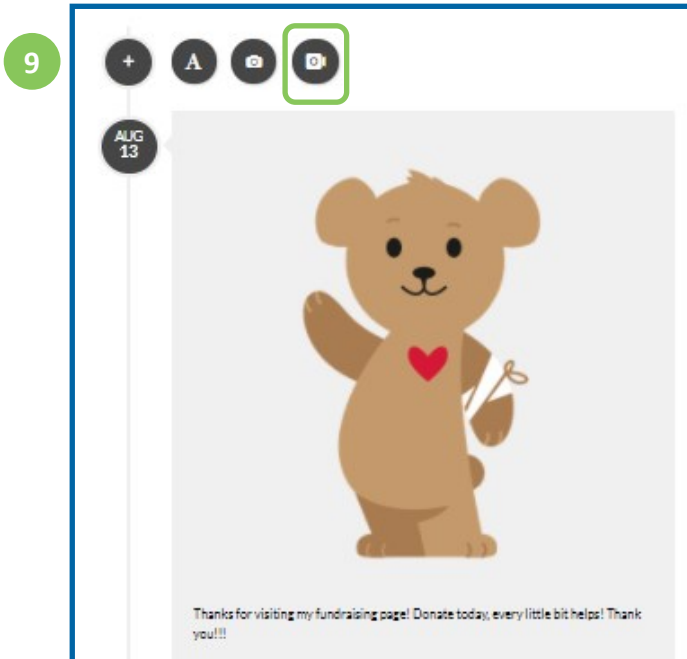 9
+
A
AUG
13
Thanks for visiting my fundraising page! Donate today, every little bit helps! Thank
you!!!